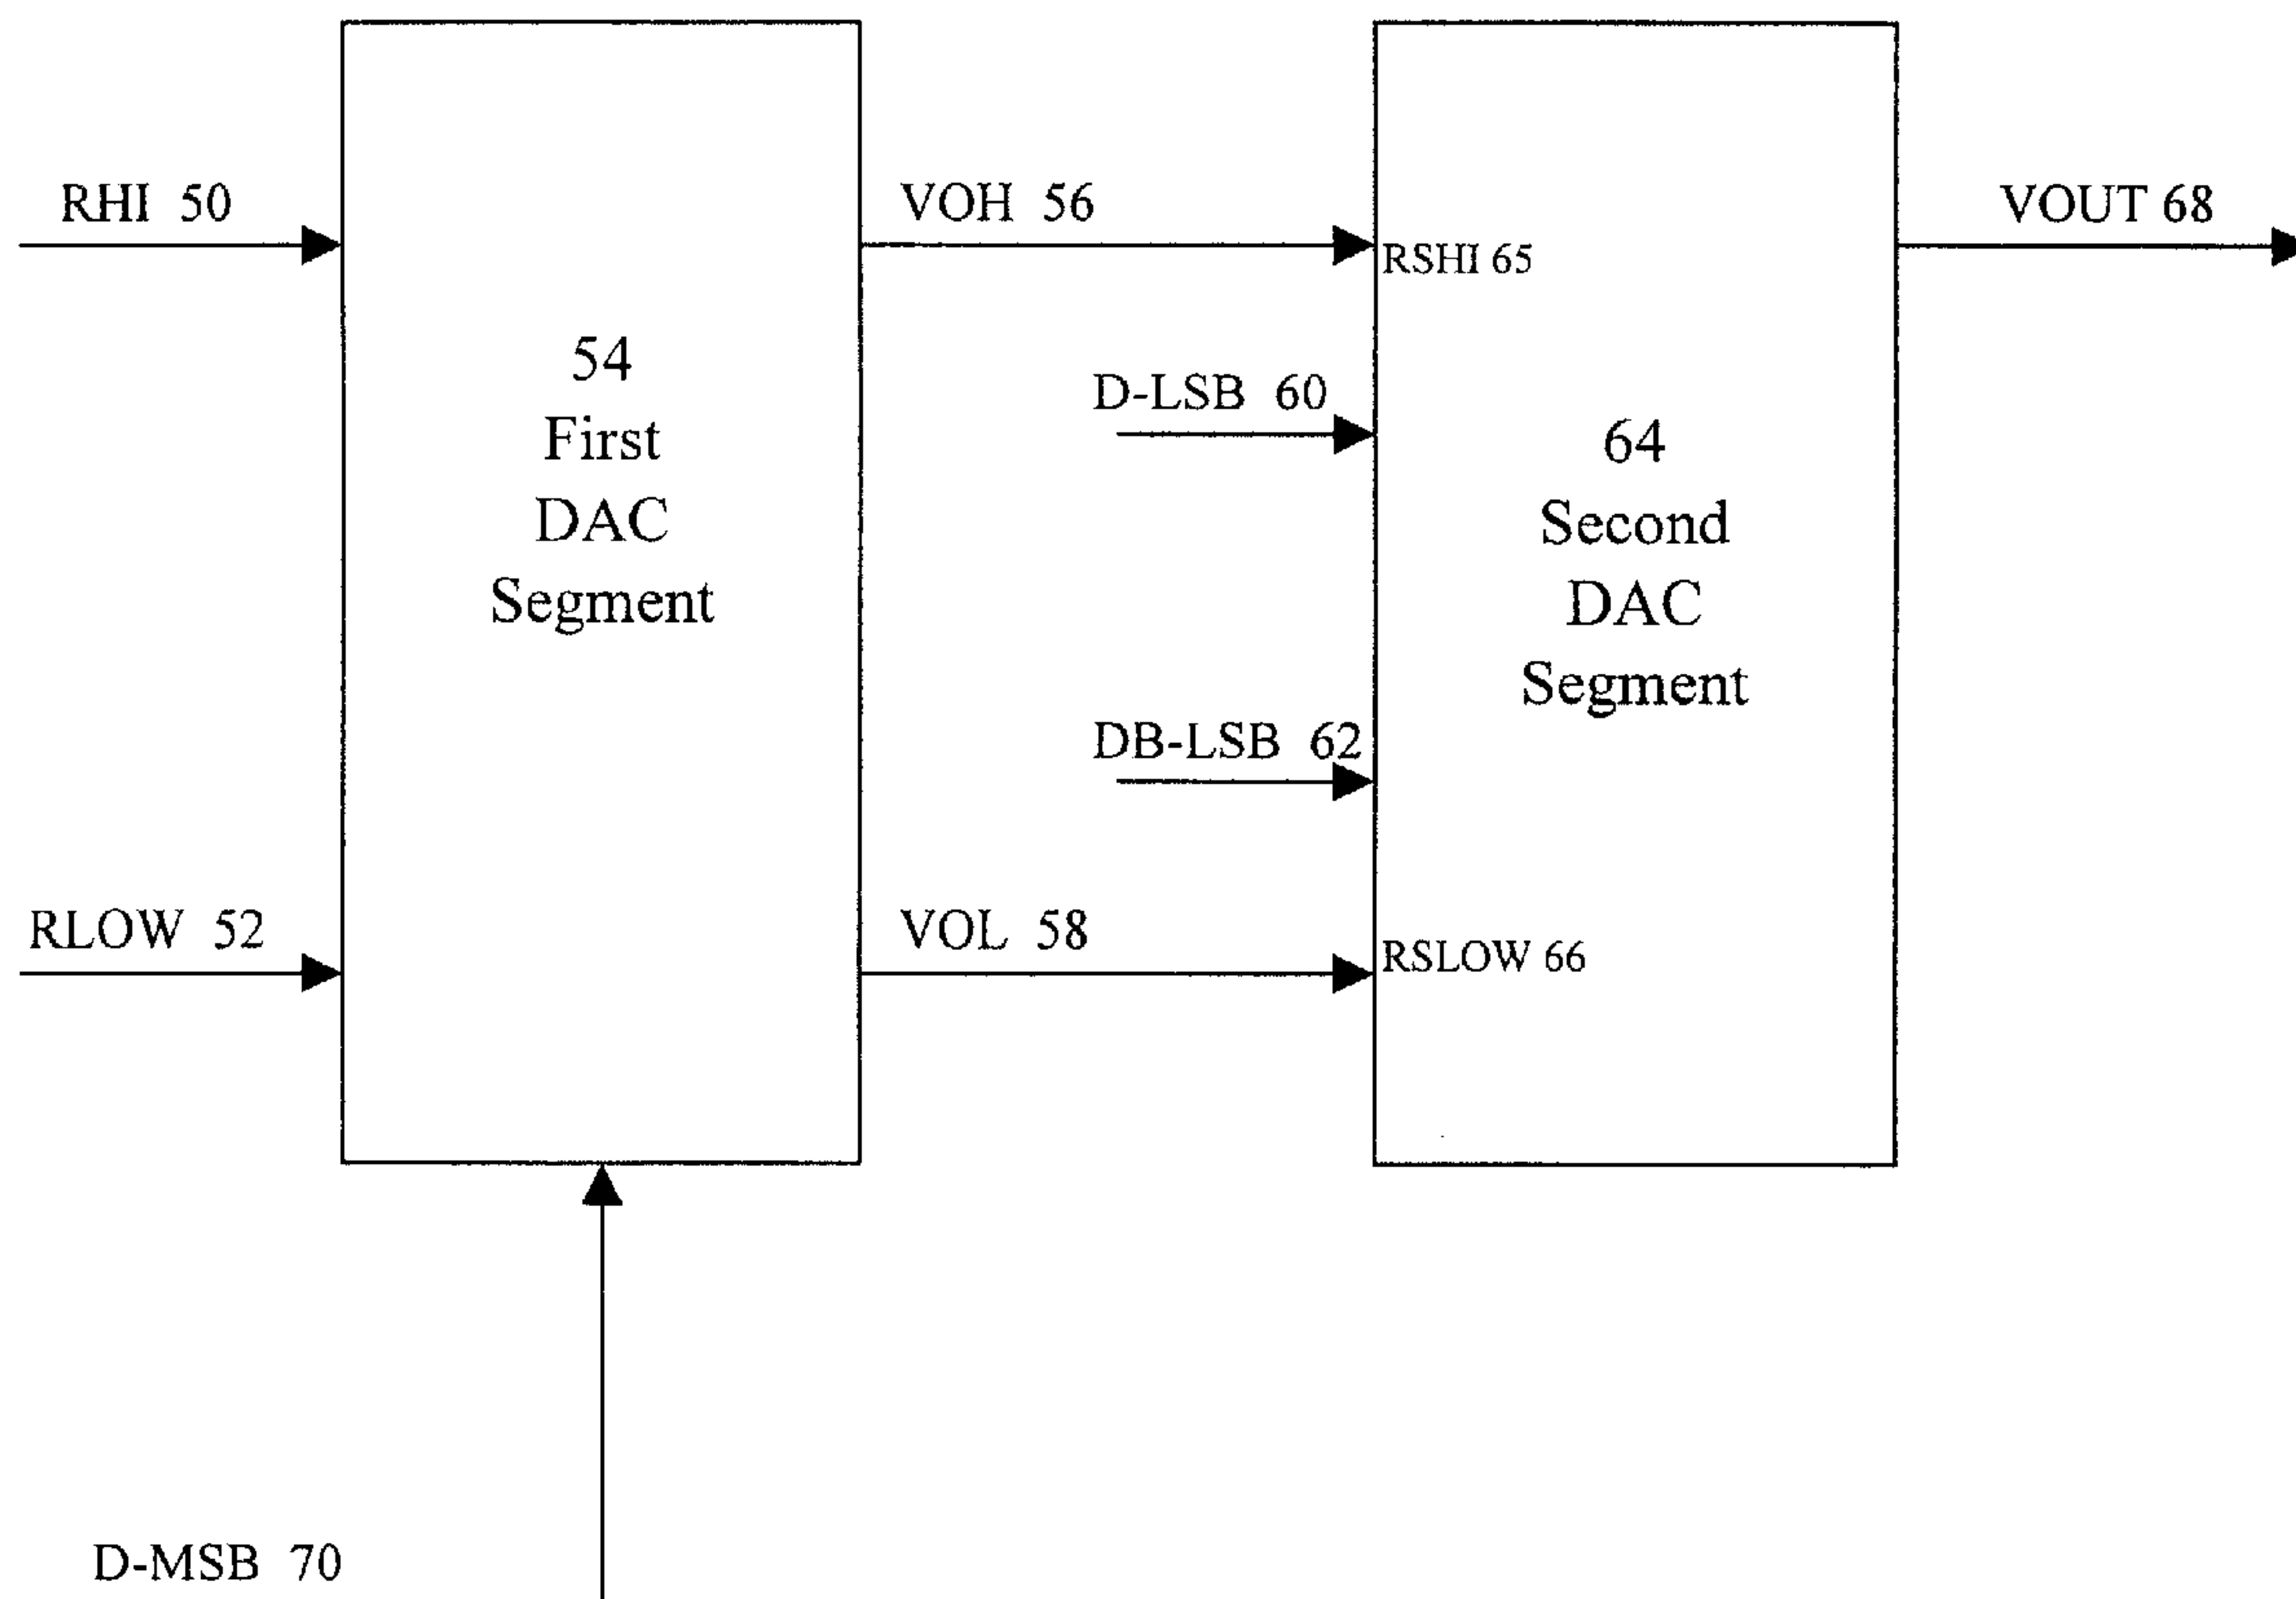 RHI 50
VOH 56
VOUT 68
RSHI 65
54
First
DAC
Segment
D-LSB 60
64
Second
DAC
Segment
DB-LSB 62
RLOW 52
VOL 58
RSLOW 66
D-MSB 70